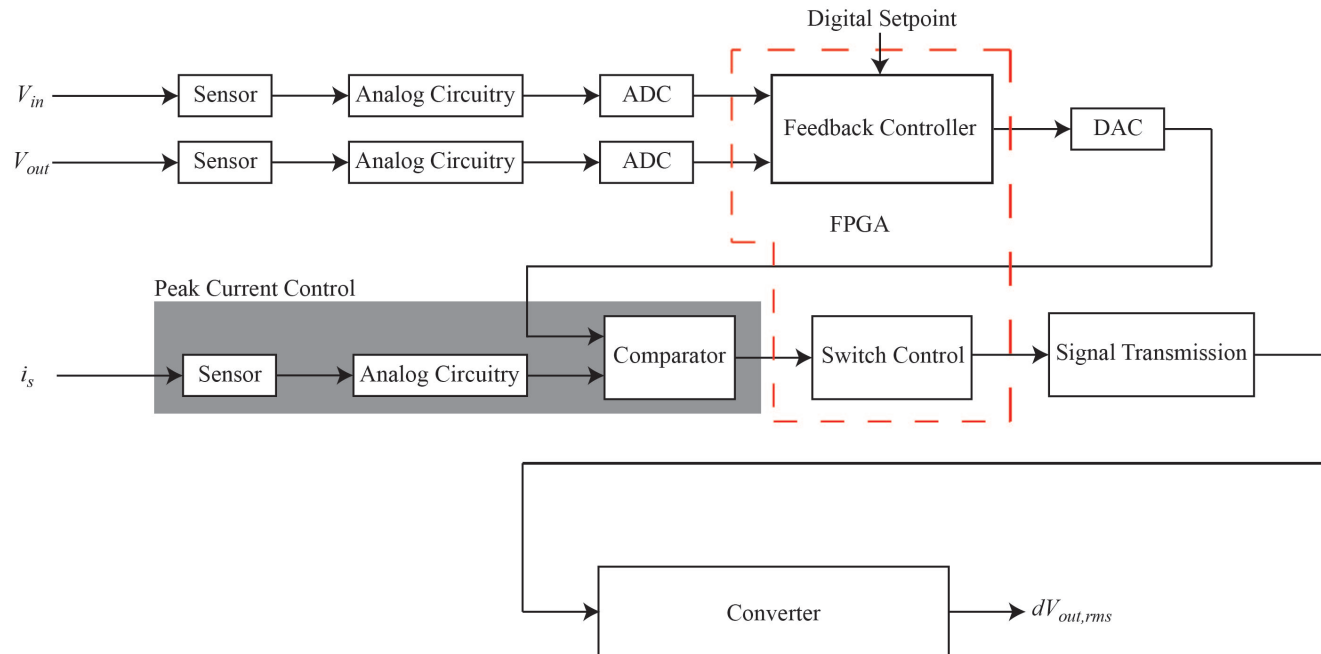 Digital Setpoint
V_in Sensor Analog Circuitry ADC
Feedback Controller DAC
V_out Sensor Analog Circuitry ADC
FPGA
Peak Current Control
i_s Sensor Analog Circuitry Comparator Switch Control Signal Transmission
Converter dV_out,rms